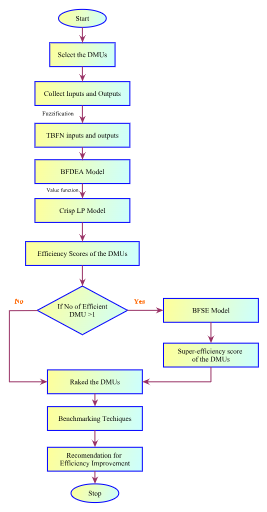 Start
Select the DMUs
Collect Inputs and Outputs
Fuzzification
TBFN inputs and outputs
BFDEA Model
Value function
Crisp LP Model
Efficiency Scores of the DMUs
No
If No of Efficient
DMU >1
Yes
BFSE Model
Super-efficiency score
of the DMUs
Raked the DMUs
Benchmarking Techiques
Recomendation for
Efficiency Improvement
Stop